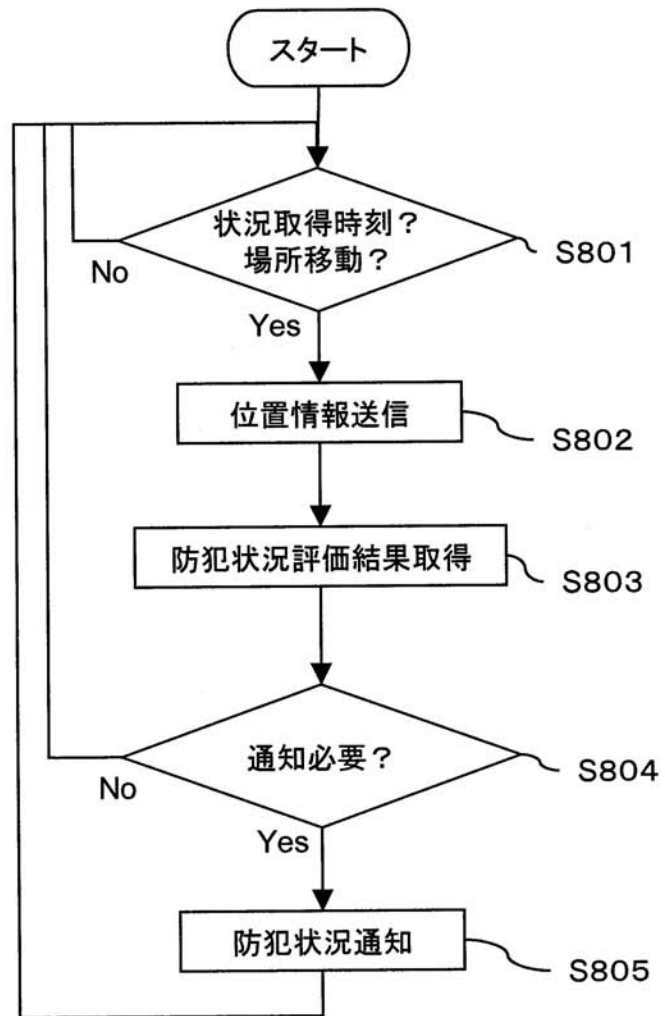 スタート
状況取得時刻？
場所移動？
S801
No
Yes
位置情報送信
S802
防犯状況評価結果取得
S803
通知必要？
S804
No
Yes
防犯状況通知
S805